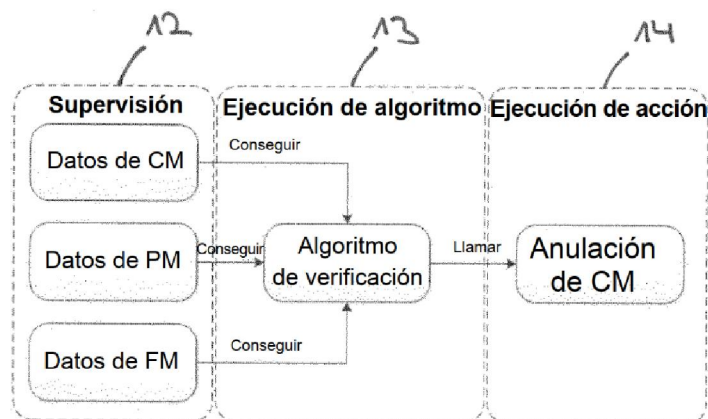 12
13
14
Supervisión
Ejecución de algoritmo
Ejecución de acción
Datos de CM
Conseguir
Datos de PM
Conseguir
Algoritmo
de verificación
Llamar
Anulación
de CM
Datos de FM
Conseguir